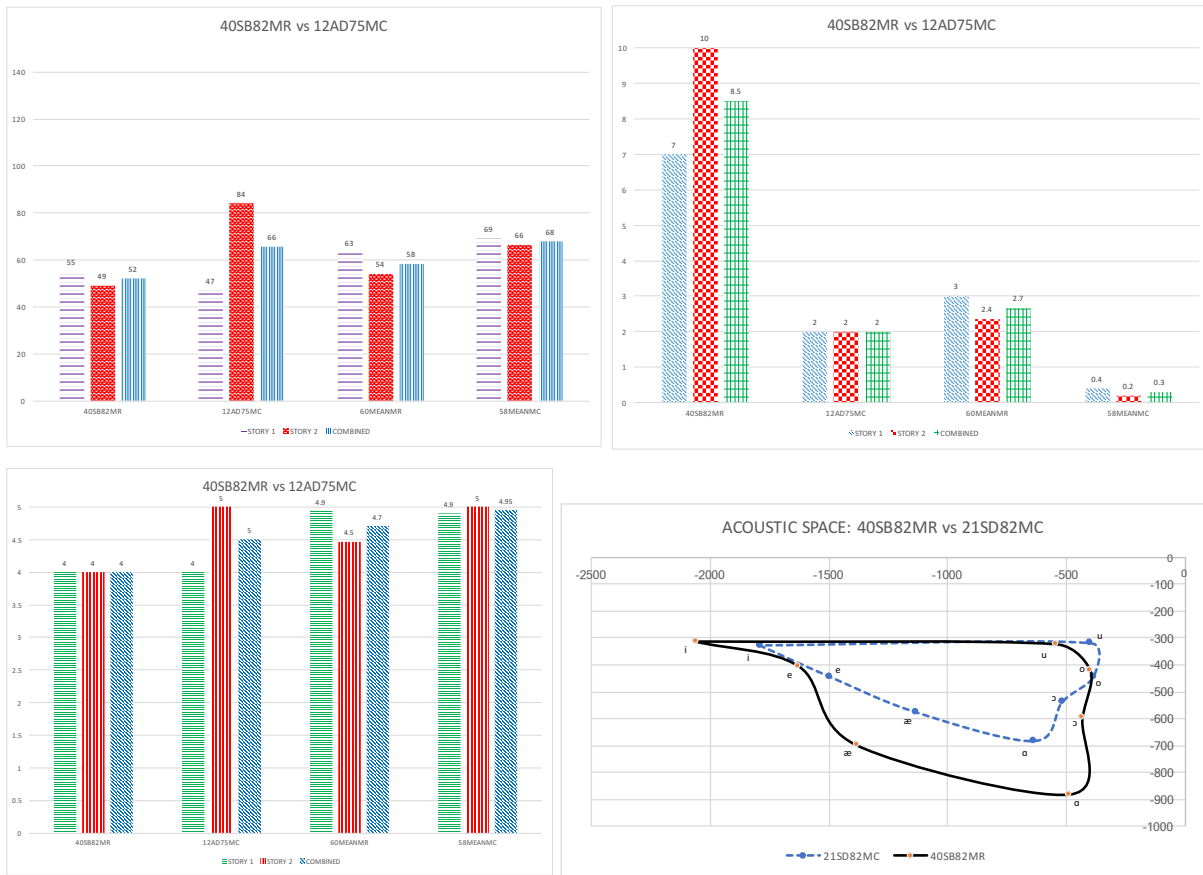 40SB82MR vs 12AD75MC
140
120
100
80
60
40
20
0
55
49
52
47
84
66
63
54
58
69
66
68
40SB82MR
12AD75MC
60MEANMR
58MEANMC
STORY 1 STORY 2 COMBINED
40SB82MR vs 12AD75MC
10
9
8
7
6
5
4
3
2
1
0
7
10
8.5
2
2
2
3
2.4
2.7
0.4
0.2
0.3
40SB82MR
12AD75MC
60MEANMR
58MEANMC
STORY 1 STORY 2 COMBINED
40SB82MR vs 12AD75MC
5
4.5
4
3.5
3
2.5
2
1.5
1
0.5
0
4
4
4
4
5
5
4.9
4.5
4.7
4.9
5
4.95
40SB82MR
12AD75MC
60MEANMR
58MEANMC
STORY 1 STORY 2 COMBINED
ACOUSTIC SPACE: 40SB82MR vs 21SD82MC
-2500 -2000 -1500 -1000 -500 0
0
-100
-200
-300
-400
-500
-600
-700
-800
-900
-1000
i
i
e
e
æ
æ
ɑ
ɑ
ɔ
ɔ
o
o
u
u
21SD82MC 40SB82MR